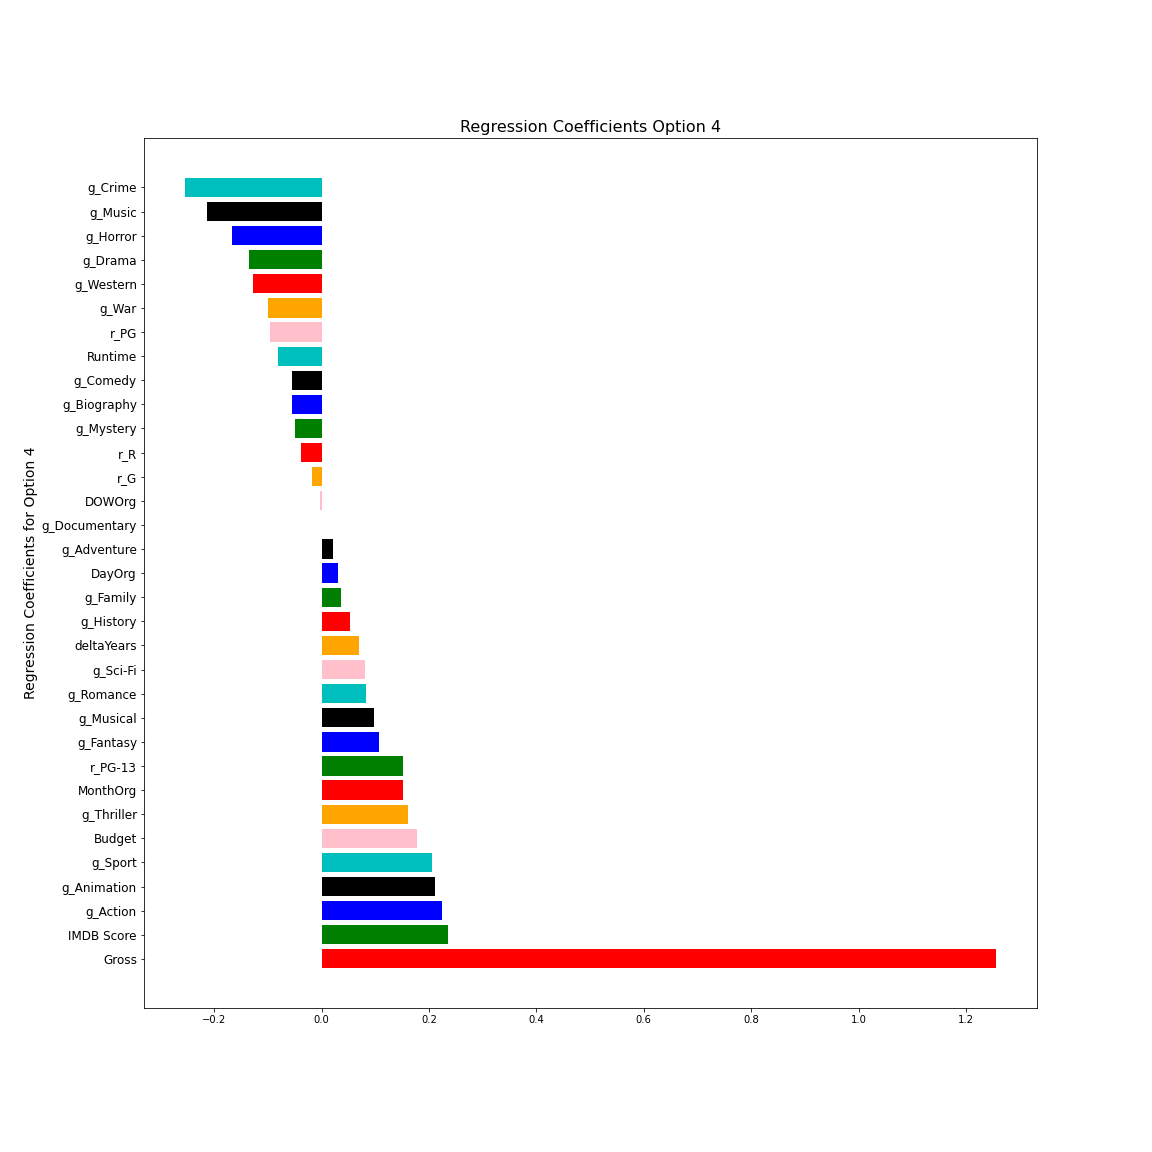 Regression Coefficients Option 4
Regression Coefficients for Option 4
g_Crime
g_Music
g_Horror
g_Drama
g_Western
g_War
r_PG
Runtime
g_Comedy
g_Biography
g_Mystery
r_R
r_G
DOWOrg
g_Documentary
g_Adventure
DayOrg
g_Family
g_History
deltaYears
g_Sci-Fi
g_Romance
g_Musical
g_Fantasy
r_PG-13
MonthOrg
g_Thriller
Budget
g_Sport
g_Animation
g_Action
IMDB Score
Gross
−0.2 0.0 0.2 0.4 0.6 0.8 1.0 1.2